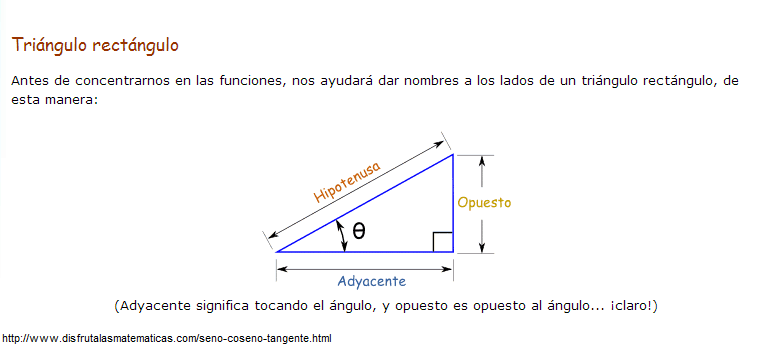 Triángulo rectángulo
Antes de concentrarnos en las funciones, nos ayudará dar nombres a los lados de un triángulo rectángulo, de
esta manera:
Hipotenusa
Opuesto
θ
Adyacente
(Adyacente significa tocando el ángulo, y opuesto es opuesto al ángulo... ¡claro!)
http://www.disfrutalasmatematicas.com/seno-coseno-tangente.html